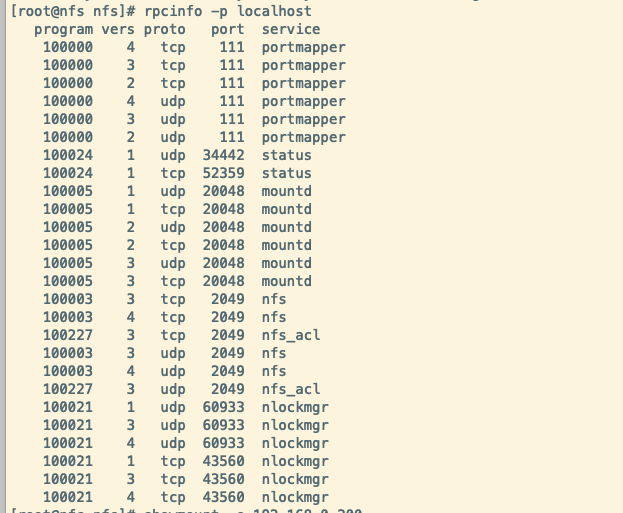 [root@nfs nfs]# rpcinfo -p localhost
program vers proto port service
100000 4 tcp 111 portmapper
100000 3 tcp 111 portmapper
100000 2 tcp 111 portmapper
100000 4 udp 111 portmapper
100000 3 udp 111 portmapper
100000 2 udp 111 portmapper
100024 1 udp 34442 status
100024 1 tcp 52359 status
100005 1 udp 20048 mountd
100005 1 tcp 20048 mountd
100005 2 udp 20048 mountd
100005 2 tcp 20048 mountd
100005 3 udp 20048 mountd
100005 3 tcp 20048 mountd
100003 3 tcp 2049 nfs
100003 4 tcp 2049 nfs
100227 3 tcp 2049 nfs_acl
100003 3 udp 2049 nfs
100003 4 udp 2049 nfs
100227 3 udp 2049 nfs_acl
100021 1 udp 60933 nlockmgr
100021 3 udp 60933 nlockmgr
100021 4 udp 60933 nlockmgr
100021 1 tcp 43560 nlockmgr
100021 3 tcp 43560 nlockmgr
100021 4 tcp 43560 nlockmgr
[root@nfs nfs]# showmount